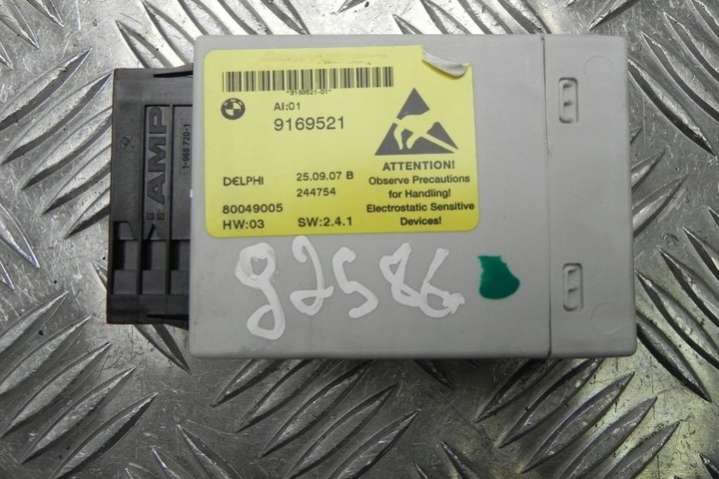 AI:01
9169521
DELPHI 25.09.07 B
244754
80049005
HW:03 SW:2.4.1
ATTENTION!
Observe Precautions
for Handling!
Electrostatic Sensitive
Devices!
AMP
92586